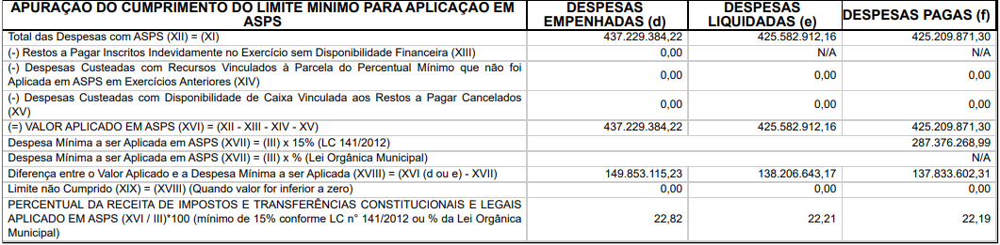 APURAÇÃO DO CUMPRIMENTO DO LIMITE MÍNIMO PARA APLICAÇÃO EM ASPS DESPESAS EMPENHADAS (d) DESPESAS LIQUIDADAS (e) DESPESAS PAGAS (f)
Total das Despesas com ASPS (XII) = (XI) 437.229.384,22 425.582.912,16 425.209.871,30
(-) Restos a Pagar Inscritos Indevidamente no Exercício sem Disponibilidade Financeira (XIII) 0,00 N/A N/A
(-) Despesas Custeadas com Recursos Vinculados à Parcela do Percentual Mínimo que não foi
Aplicada em ASPS em Exercícios Anteriores (XIV) 0,00 0,00 0,00
(-) Despesas Custeadas com Disponibilidade de Caixa Vinculada aos Restos a Pagar Cancelados
(XV) 0,00 0,00 0,00
(=) VALOR APLICADO EM ASPS (XVI) = (XII - XIII - XIV - XV) 437.229.384,22 425.582.912,16 425.209.871,30
Despesa Mínima a ser Aplicada em ASPS (XVII) = (III) x 15% (LC 141/2012) 287.376.268,99
Despesa Mínima a ser Aplicada em ASPS (XVII) = (III) x % (Lei Orgânica Municipal) N/A
Diferença entre o Valor Aplicado e a Despesa Mínima a ser Aplicada (XVIII) = (XVI (d ou e) - XVII) 149.853.115,23 138.206.643,17 137.833.602,31
Limite não Cumprido (XIX) = (XVIII) (Quando valor for inferior a zero) 0,00 0,00 0,00
PERCENTUAL DA RECEITA DE IMPOSTOS E TRANSFERÊNCIAS CONSTITUCIONAIS E LEGAIS
APLICADO EM ASPS (XVI / III)*100 (mínimo de 15% conforme LC n° 141/2012 ou % da Lei Orgânica
Municipal) 22,82 22,21 22,19